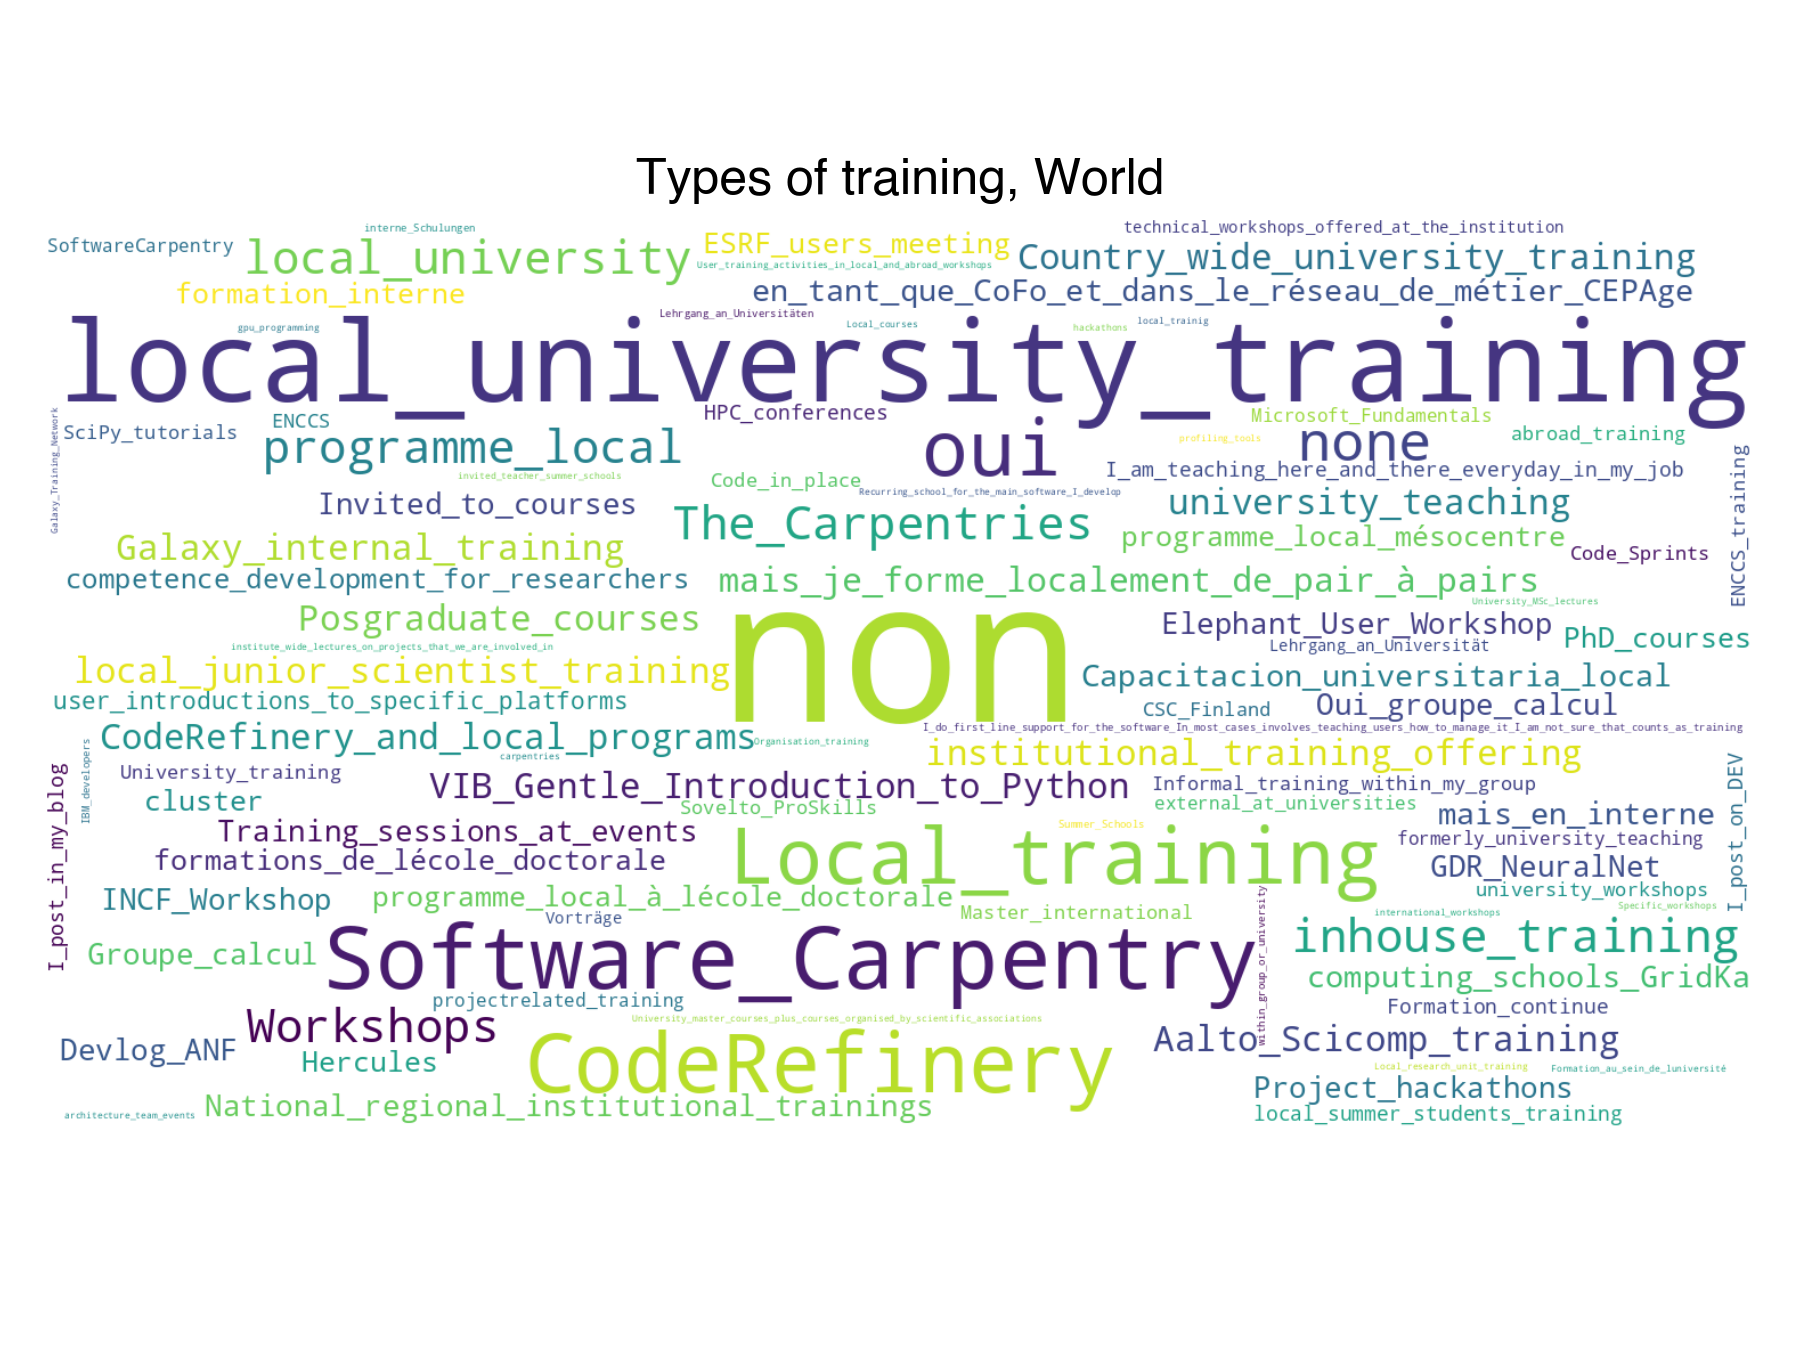 Types of training, World
interne_Schulungen
technical_workshops_offered_at_the_institution
SoftwareCarpentry
local_university
ESRF_users_meeting
Country_wide_university_training
User_training_activities_in_local_and_abroad_workshops
formation_interne
en_tant_que_CoFo_et_dans_le_réseau_de_métier_CEPAge
Lehrgang_an_Universitäten
gpu_programming
Local_courses
hackathons
local_trainig
local_university_training
Galaxy_Training_Network
SciPy_tutorials
ENCCS
HPC_conferences
Microsoft_Fundamentals
programme_local
oui
profiling_tools
none
abroad_training
invited_teacher_summer_schools
Code_in_place
I_am_teaching_here_and_there_everyday_in_my_job
ENCCS_training
Recurring_school_for_the_main_software_I_develop
Invited_to_courses
The_Carpentries
university_teaching
Galaxy_internal_training
programme_local_mésocentre
Code_Sprints
competence_development_for_researchers
mais_je_forme_localement_de_pair_à_pairs
University_MSc_lectures
Posgraduate_courses
non
Elephant_User_Workshop
PhD_courses
institute_wide_lectures_on_projects_that_we_are_involved_in
Lehrgang_an_Universität
local_junior_scientist_training
Capacitacion_universitaria_local
user_introductions_to_specific_platforms
CSC_Finland
Oui_groupe_calcul
I_do_first_line_support_for_the_software_In_most_cases_involves_teaching_users_how_to_manage_it_I_am_not_sure_that_counts_as_training
CodeRefinery_and_local_programs
Organisation_training
carpentries
institutional_training_offering
I_post_in_my_blog
IBM_developers
University_training
VIB_Gentle_Introduction_to_Python
Informal_training_within_my_group
I_post_on_DEV
cluster
Sovelto_ProSkills
external_at_universities
mais_en_interne
Training_sessions_at_events
Summer_Schools
formerly_university_teaching
formations_de_lécole_doctorale
Local_training
GDR_NeuralNet
INCF_Workshop
programme_local_à_lécole_doctorale
university_workshops
Specific_workshops
Vorträge
Master_international
within_group_or_university
international_workshops
Groupe_calcul
Software_Carpentry
inhouse_training
computing_schools_GridKa
projectrelated_training
Formation_continue
Workshops
University_master_courses_plus_courses_organised_by_scientific_associations
Devlog_ANF
Hercules
CodeRefinery
Aalto_Scicomp_training
Local_research_unit_training
Formation_au_sein_de_luniversité
Project_hackathons
architecture_team_events
National_regional_institutional_trainings
local_summer_students_training